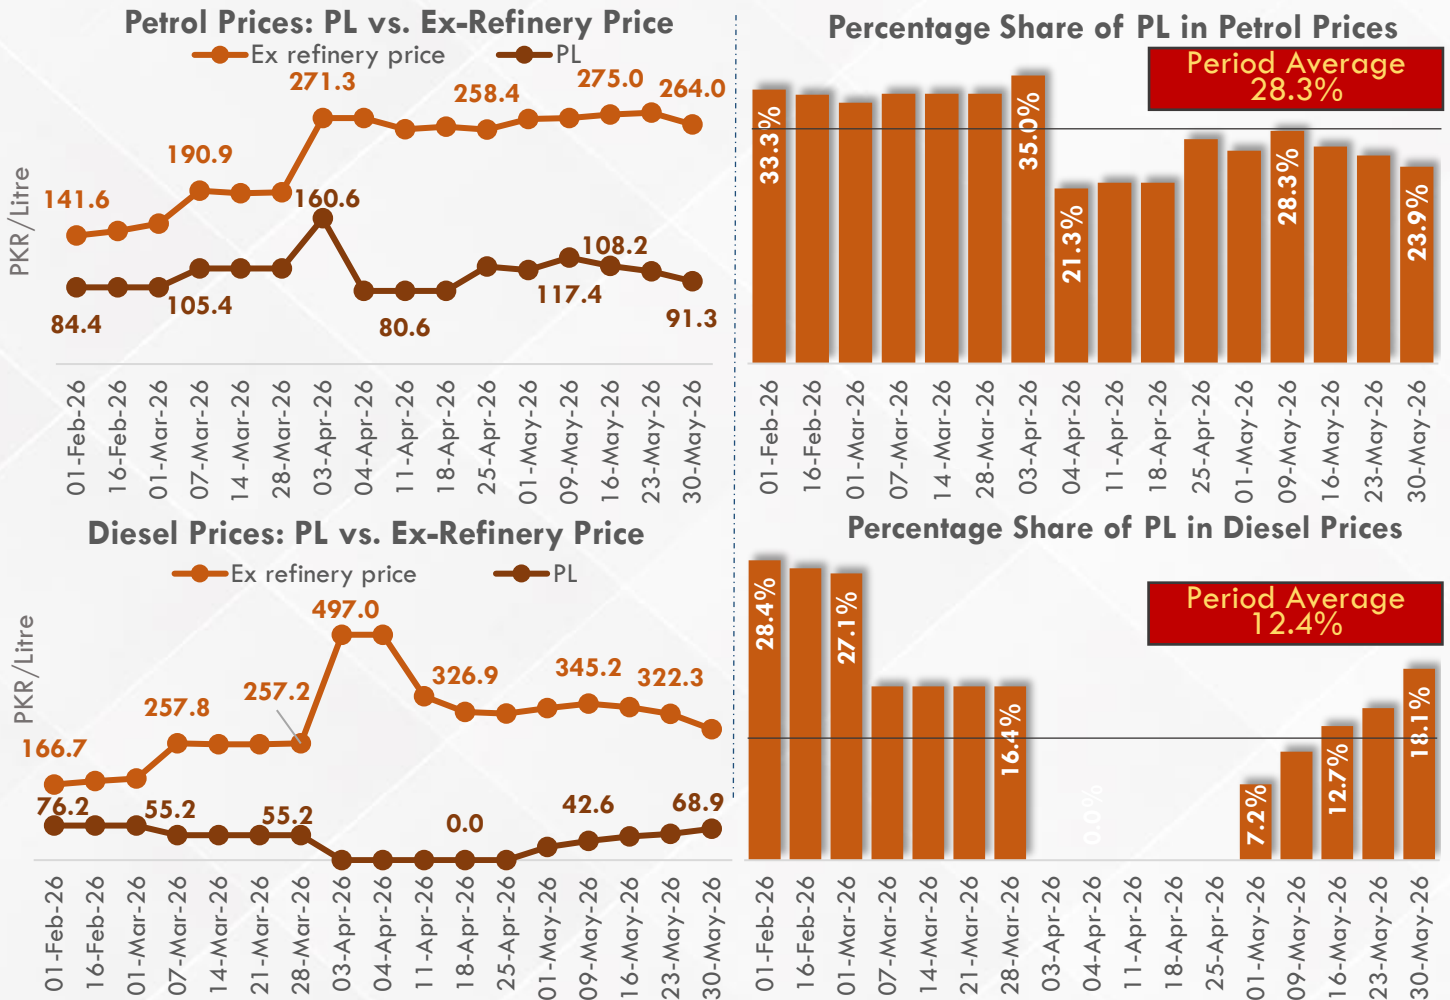 Petrol Prices: PL vs. Ex-Refinery Price
Ex refinery price
PL
PKR/Litre
141.6
190.9
271.3
258.4
275.0
264.0
84.4
105.4
160.6
80.6
117.4
108.2
91.3
01-Feb-26
16-Feb-26
01-Mar-26
07-Mar-26
14-Mar-26
28-Mar-26
03-Apr-26
04-Apr-26
11-Apr-26
18-Apr-26
25-Apr-26
01-May-26
09-May-26
16-May-26
23-May-26
30-May-26
Percentage Share of PL in Petrol Prices
Period Average
28.3%
33.3%
35.0%
21.3%
28.3%
23.9%
01-Feb-26
16-Feb-26
01-Mar-26
07-Mar-26
14-Mar-26
28-Mar-26
03-Apr-26
04-Apr-26
11-Apr-26
18-Apr-26
25-Apr-26
01-May-26
09-May-26
16-May-26
23-May-26
30-May-26
Diesel Prices: PL vs. Ex-Refinery Price
Ex refinery price
PL
PKR/Litre
166.7
257.8
257.2
497.0
326.9
345.2
322.3
76.2
55.2
55.2
0.0
42.6
68.9
01-Feb-26
16-Feb-26
01-Mar-26
07-Mar-26
14-Mar-26
21-Mar-26
28-Mar-26
03-Apr-26
04-Apr-26
11-Apr-26
18-Apr-26
25-Apr-26
01-May-26
09-May-26
16-May-26
23-May-26
30-May-26
Percentage Share of PL in Diesel Prices
Period Average
12.4%
28.4%
27.1%
16.4%
0.0%
7.2%
12.7%
18.1%
01-Feb-26
16-Feb-26
01-Mar-26
07-Mar-26
14-Mar-26
21-Mar-26
28-Mar-26
03-Apr-26
04-Apr-26
11-Apr-26
18-Apr-26
25-Apr-26
01-May-26
09-May-26
16-May-26
23-May-26
30-May-26